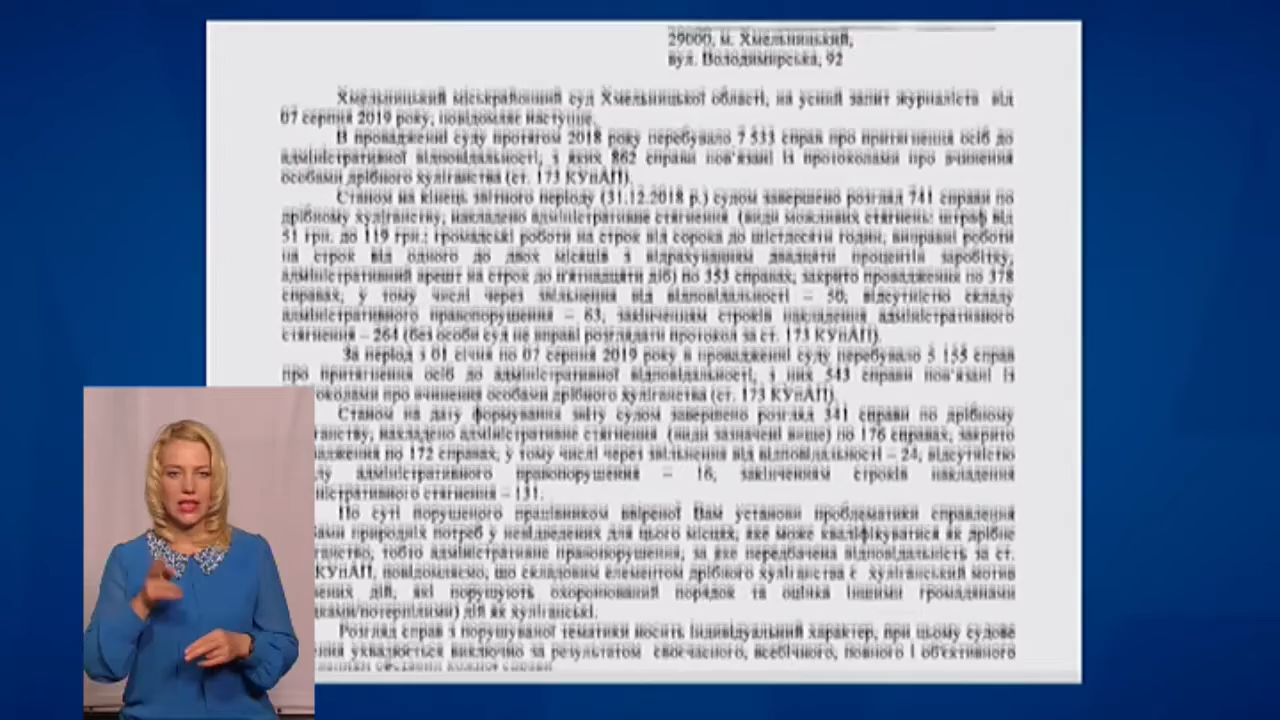 29000, м. Хмельницький,
вул. Володимирська, 92
Хмельницький міськрайонний суд Хмельницької області, на усний запит журналіста від
07 серпня 2019 року, повідомляє наступне.
В провадженні суду протягом 2018 року перебувало 7 533 справ про притягнення осіб до
адміністративної відповідальності, з яких 862 справи пов'язані із протоколами про вчинення
особами дрібного хуліганства (ст. 173 КУпАП).
Станом на кінець звітного періоду (31.12.2018 р.) судом завершено розгляд 741 справи по
дрібному хуліганству, накладено адміністративне стягнення (види можливих стягнень: штраф від
51 грн. до 119 грн.; громадські роботи на строк від сорока до шістдесяти годин; виправні роботи
на строк від одного до двох місяців з відрахуванням двадцяти процентів заробітку,
адміністративний арешт на строк до п'ятнадцяти діб) по 353 справах, закрито провадження по 378
справах, у тому числі через звільнення від відповідальності – 50, відсутністю складу
адміністративного правопорушення – 63, закінченням строків накладення адміністративного
стягнення – 264 (без особи суд не вправі розглядати протокол за ст. 173 КУпАП).
За період з 01 січня по 07 серпня 2019 року в провадженні суду перебувало 5 155 справ
про притягнення осіб до адміністративної відповідальності, з них 543 справи пов'язані із
околами про вчинення особами дрібного хуліганства (ст. 173 КУпАП).
Станом на дату формування звіту судом завершено розгляд 341 справи по дрібному
ганству, накладено адміністративне стягнення (види зазначені вище) по 176 справах, закрито
адження по 172 справах, у тому числі через звільнення від відповідальності – 24, відсутністю
ду адміністративного правопорушення – 16, закінченням строків накладення
ністративного стягнення – 131.
По суті порушеного працівником ввіреної Вам установи проблематики справлення
ами природніх потреб у невідведених для цього місцях, яке може кваліфікуватися як дрібне
ганство, тобто адміністративне правопорушення, за яке передбачена відповідальність за ст.
КУпАП, повідомляємо, що складовим елементом дрібного хуліганства є хуліганський мотив
ених дій, які порушують охоронюваний порядок та оцінка іншими громадянами
ками/потерпілими) дій як хуліганські.
Розгляд справ з порушуваної тематики носить індивідуальний характер, при цьому судове
ення ухвалюється виключно за результатом своєчасного, всебічного, повного і об'єктивного